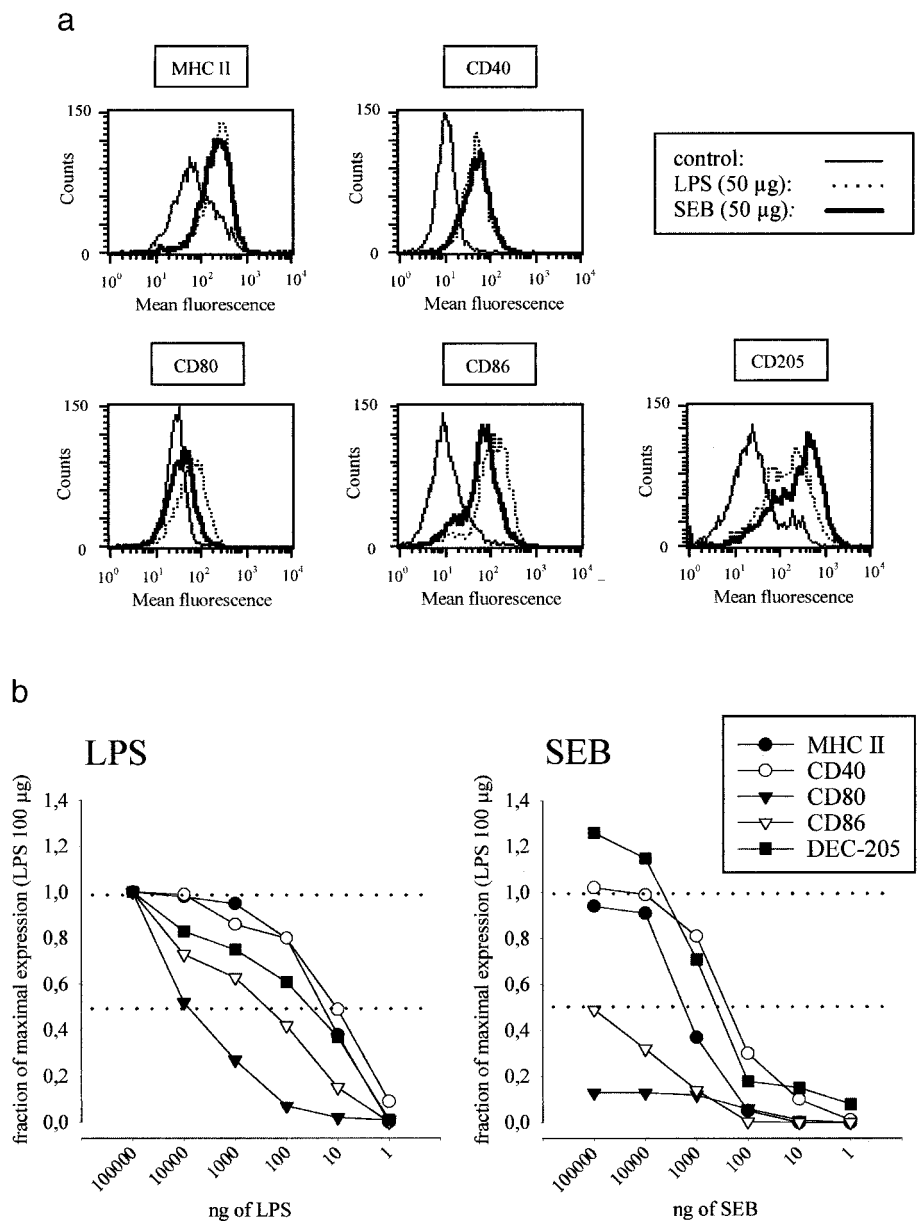 a
MHC II
CD40
150
Counts
0
10⁰ 10¹ 10² 10³ 10⁴
Mean fluorescence
150
Counts
0
10⁰ 10¹ 10² 10³ 10⁴
Mean fluorescence
control:
LPS (50 µg):
SEB (50 µg):
CD80
CD86
CD205
150
Counts
0
10⁰ 10¹ 10² 10³ 10⁴
Mean fluorescence
150
Counts
0
10⁰ 10¹ 10² 10³ 10⁴
Mean fluorescence
150
Counts
0
10⁰ 10¹ 10² 10³ 10⁴
Mean fluorescence
b
LPS
fraction of maximal expression (LPS 100 µg)
1,4
1,2
1,0
0,8
0,6
0,4
0,2
0,0
100000 10000 1000 100 10 1
ng of LPS
SEB
fraction of maximal expression (LPS 100 µg)
1,4
1,2
1,0
0,8
0,6
0,4
0,2
0,0
100000 10000 1000 100 10 1
ng of SEB
MHC II
CD40
CD80
CD86
DEC-205